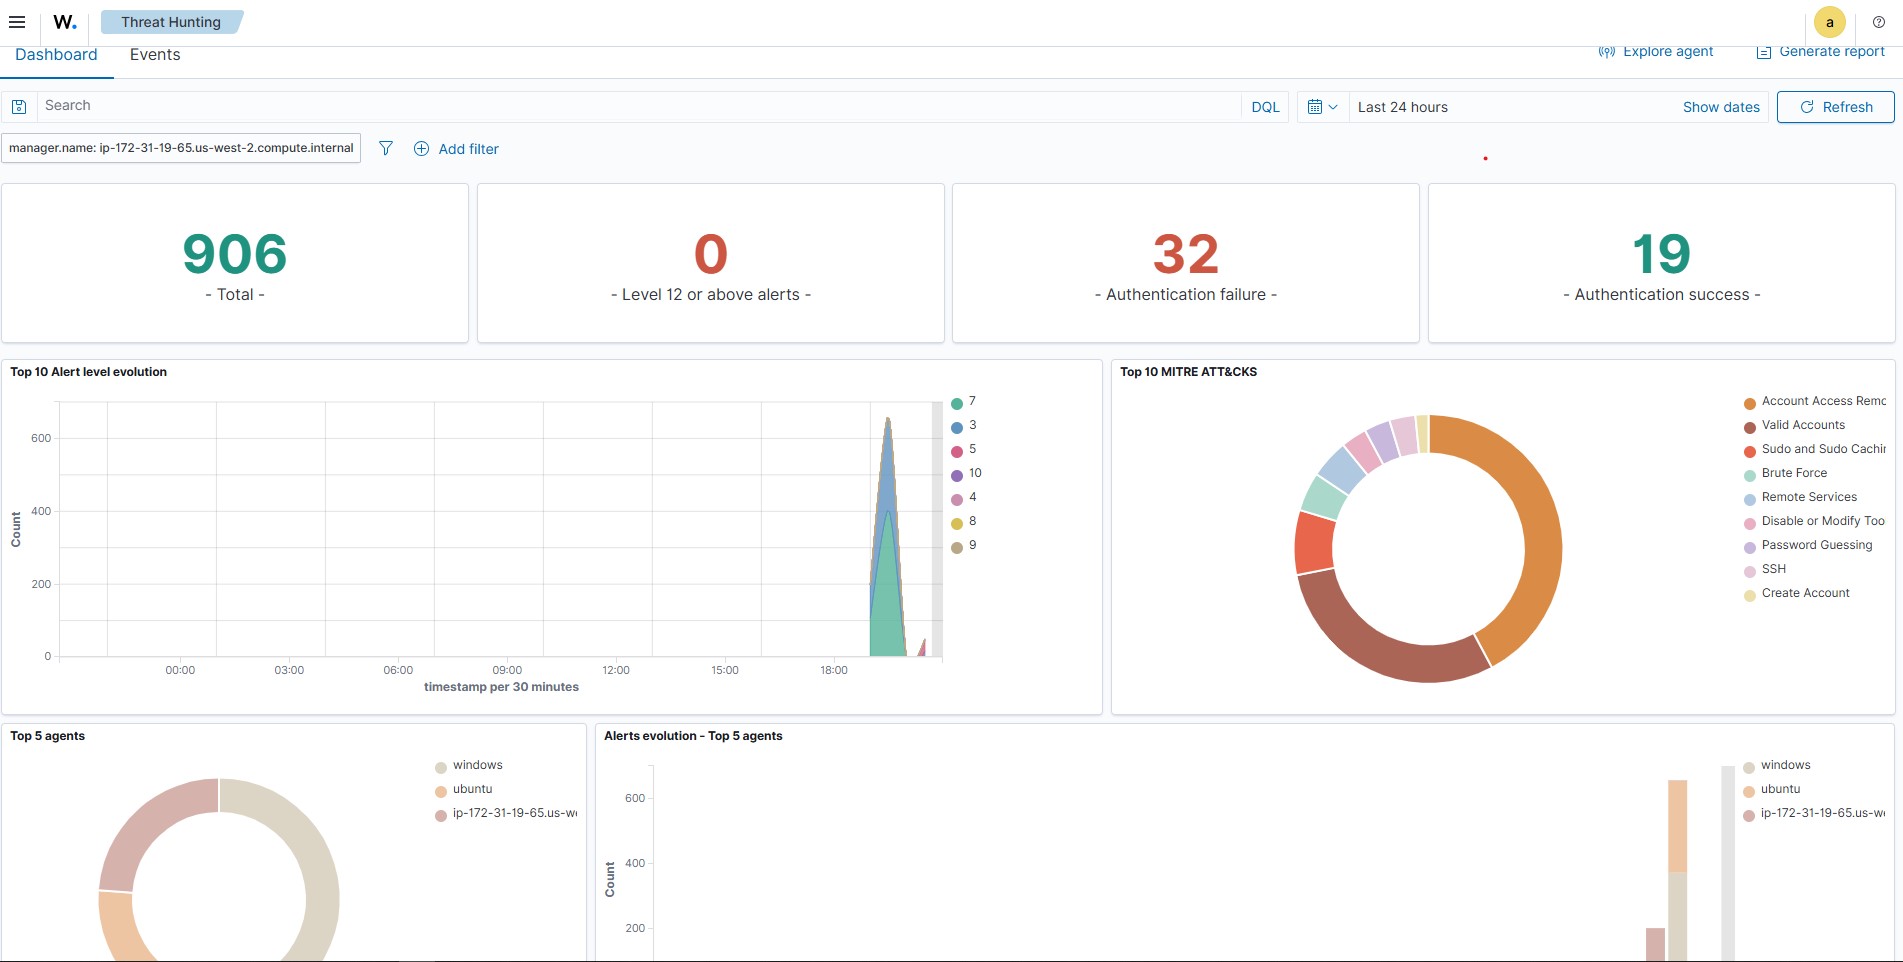 W.
Threat Hunting
a
Dashboard
Events
Explore agent
Generate report
Search
DQL
Last 24 hours
Show dates
Refresh
manager.name: ip-172-31-19-65.us-west-2.compute.internal
Add filter
906
- Total -
0
- Level 12 or above alerts -
32
- Authentication failure -
19
- Authentication success -
Top 10 Alert level evolution
600
400
200
0
Count
00:00
03:00
06:00
09:00
12:00
15:00
18:00
timestamp per 30 minutes
7
3
5
10
4
8
9
Top 10 MITRE ATT&CKS
Account Access Remo
Valid Accounts
Sudo and Sudo Cachin
Brute Force
Remote Services
Disable or Modify Too
Password Guessing
SSH
Create Account
Top 5 agents
windows
ubuntu
ip-172-31-19-65.us-we
Alerts evolution - Top 5 agents
600
400
200
Count
windows
ubuntu
ip-172-31-19-65.us-we